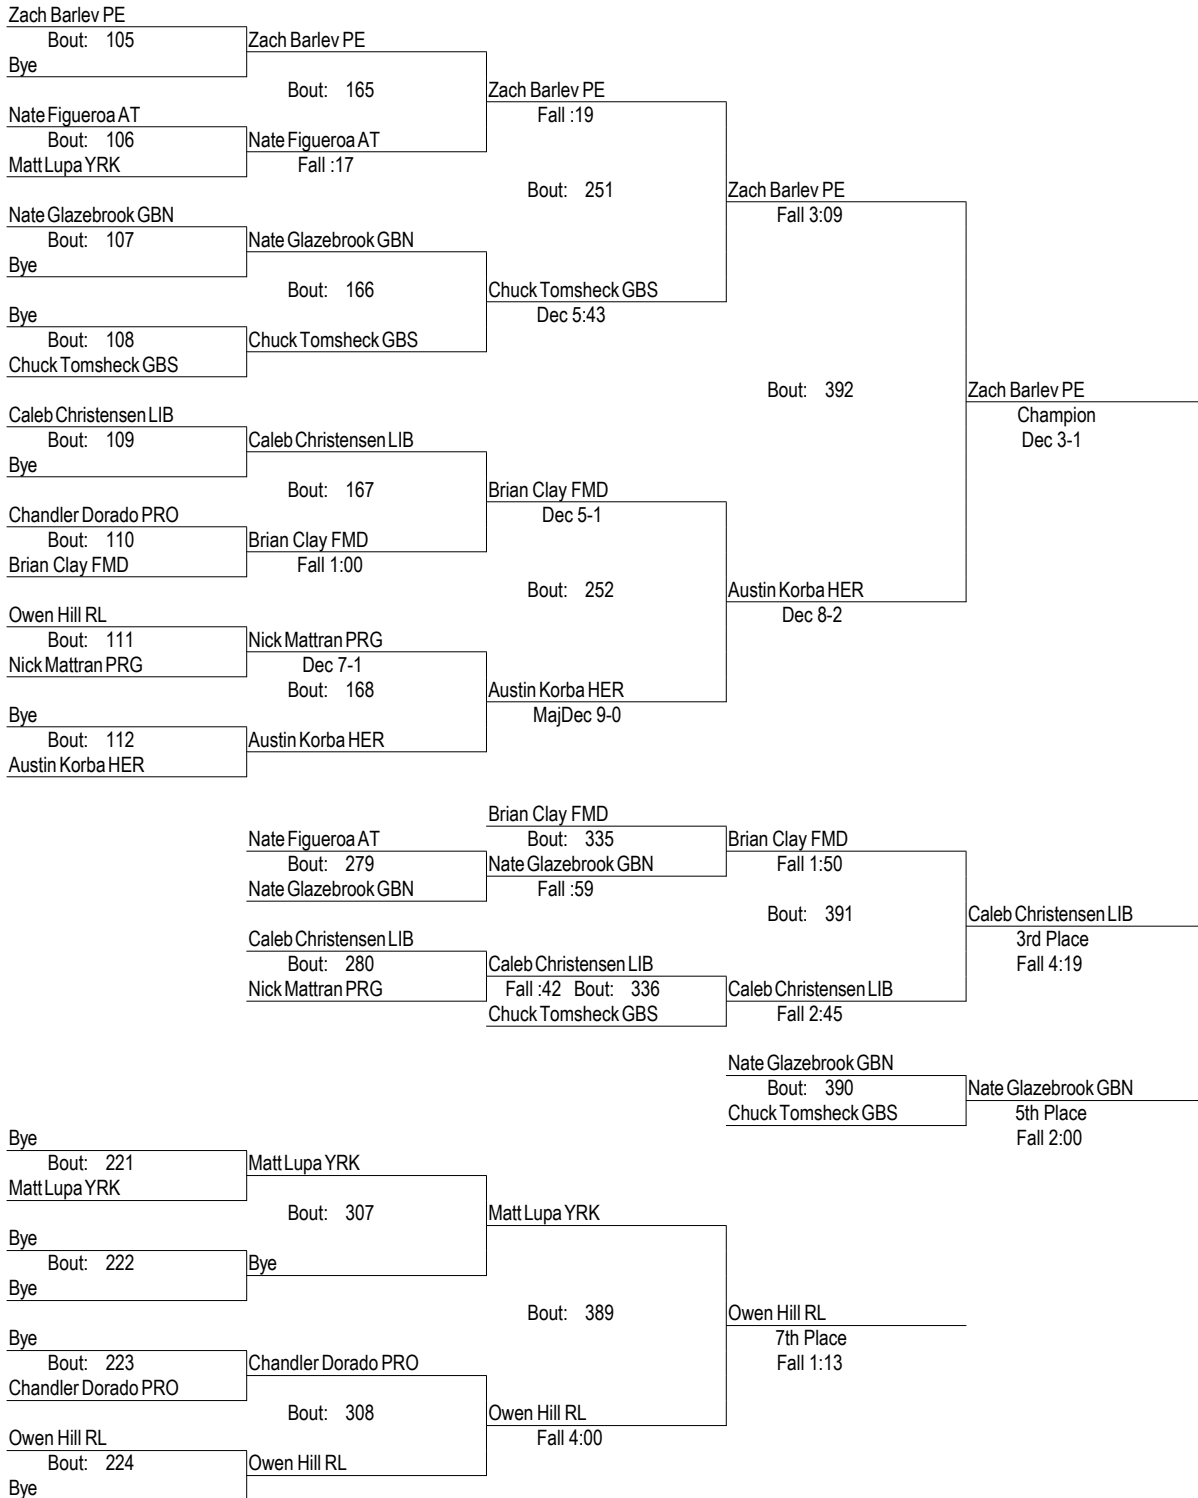 Zach Barlev PE
Bout: 105
Zach Barlev PE
Bye
Bout: 165
Zach Barlev PE
Nate Figueroa AT
Fall :19
Bout: 106
Nate Figueroa AT
Matt Lupa YRK
Fall :17
Bout: 251
Zach Barlev PE
Nate Glazebrook GBN
Fall 3:09
Bout: 107
Nate Glazebrook GBN
Bye
Bout: 166
Chuck Tomsheck GBS
Bye
Dec 5:43
Bout: 108
Chuck Tomsheck GBS
Chuck Tomsheck GBS
Bout: 392
Zach Barlev PE
Caleb Christensen LIB
Champion
Bout: 109
Caleb Christensen LIB
Dec 3-1
Bye
Bout: 167
Brian Clay FMD
Chandler Dorado PRO
Dec 5-1
Bout: 110
Brian Clay FMD
Brian Clay FMD
Fall 1:00
Bout: 252
Austin Korba HER
Owen Hill RL
Dec 8-2
Bout: 111
Nick Mattran PRG
Nick Mattran PRG
Dec 7-1
Bout: 168
Austin Korba HER
Bye
MajDec 9-0
Bout: 112
Austin Korba HER
Austin Korba HER
Brian Clay FMD
Nate Figueroa AT
Bout: 335
Brian Clay FMD
Bout: 279
Nate Glazebrook GBN
Fall 1:50
Nate Glazebrook GBN
Fall :59
Bout: 391
Caleb Christensen LIB
Caleb Christensen LIB
3rd Place
Bout: 280
Caleb Christensen LIB
Fall 4:19
Nick Mattran PRG
Fall :42 Bout: 336
Caleb Christensen LIB
Chuck Tomsheck GBS
Fall 2:45
Nate Glazebrook GBN
Bout: 390
Nate Glazebrook GBN
Chuck Tomsheck GBS
5th Place
Fall 2:00
Bye
Bout: 221
Matt Lupa YRK
Matt Lupa YRK
Bout: 307
Matt Lupa YRK
Bye
Bout: 222
Bye
Bye
Bout: 389
Owen Hill RL
Bye
7th Place
Bout: 223
Chandler Dorado PRO
Fall 1:13
Chandler Dorado PRO
Bout: 308
Owen Hill RL
Owen Hill RL
Fall 4:00
Bout: 224
Owen Hill RL
Bye